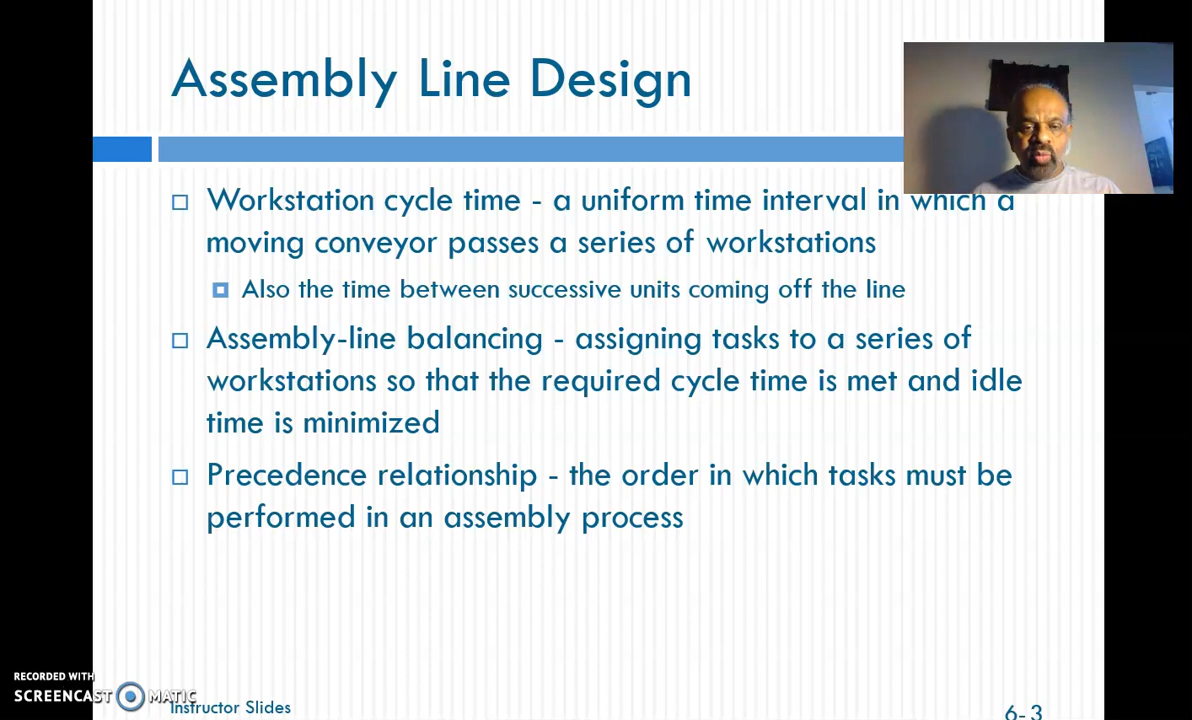 Assembly Line Design
Workstation cycle time - a uniform time interval in which a
moving conveyor passes a series of workstations
Also the time between successive units coming off the line
Assembly-line balancing - assigning tasks to a series of
workstations so that the required cycle time is met and idle
time is minimized
Precedence relationship - the order in which tasks must be
performed in an assembly process
RECORDED WITH
SCREENCAST MATIC
Instructor Slides
6-3